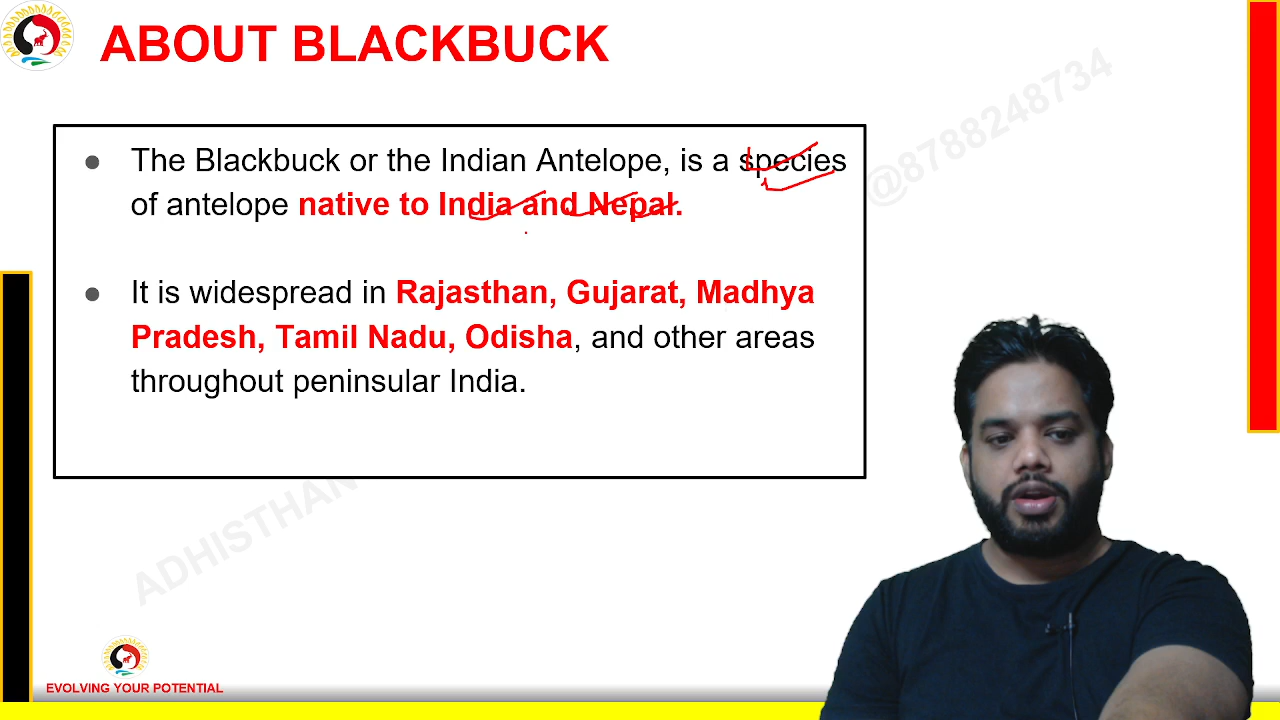 ABOUT BLACKBUCK
@8788248734
The Blackbuck or the Indian Antelope, is a species
of antelope native to India and Nepal.
It is widespread in Rajasthan, Gujarat, Madhya
Pradesh, Tamil Nadu, Odisha, and other areas
throughout peninsular India.
ADHISTHAN
EVOLVING YOUR POTENTIAL